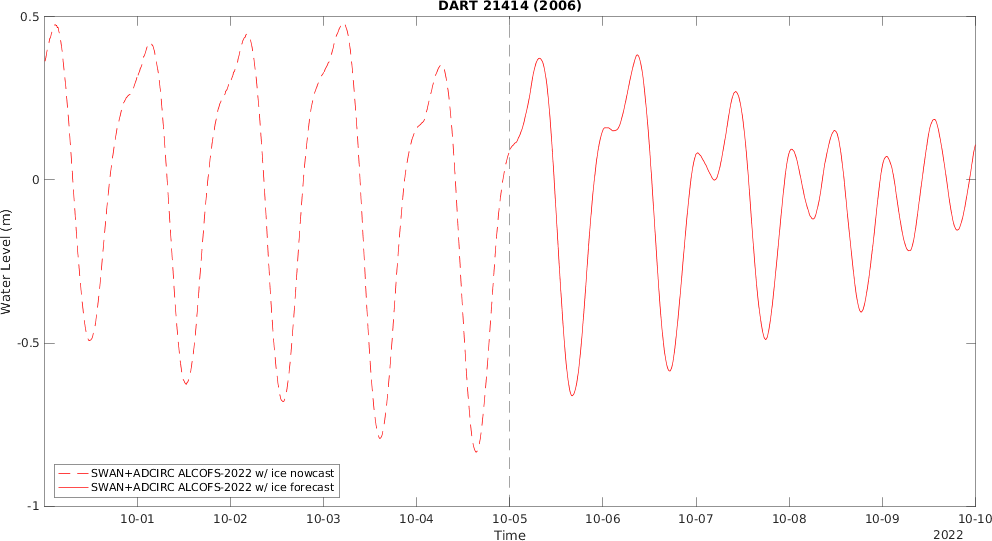 DART 21414 (2006)
0.5
0
-0.5
-1
Water Level (m)
SWAN+ADCIRC ALCOFS-2022 w/ ice nowcast
SWAN+ADCIRC ALCOFS-2022 w/ ice forecast
10-01 10-02 10-03 10-04 10-05 10-06 10-07 10-08 10-09 10-10
Time
2022